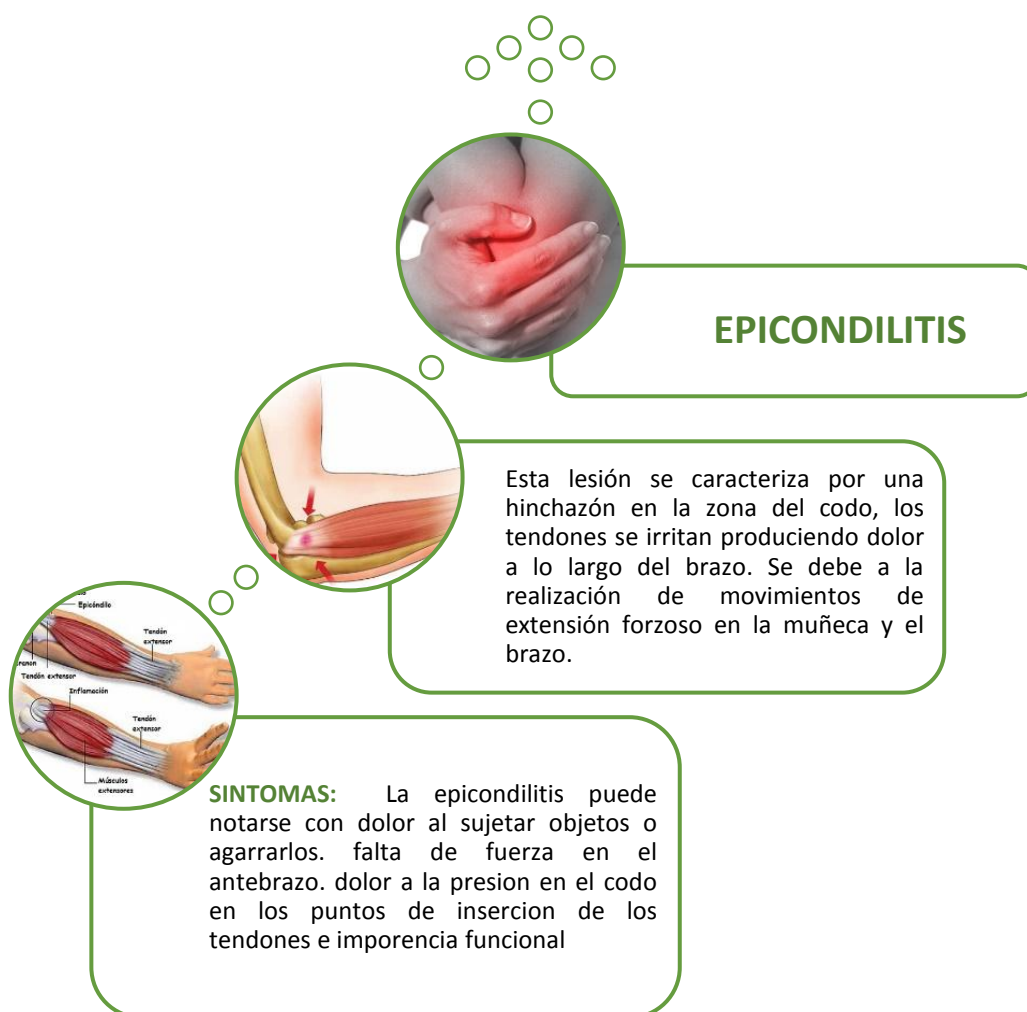 EPICONDILITIS
Esta lesión se caracteriza por una
hinchazón en la zona del codo, los
tendones se irritan produciendo dolor
a lo largo del brazo. Se debe a la
realización de movimientos de
extensión forzoso en la muñeca y el
brazo.
Epicóndilo
Tendón
extensor
Tendón extensor
Inflamación
Tendón
extensor
Músculos
extensores
SINTOMAS: La epicondilitis puede
notarse con dolor al sujetar objetos o
agarrarlos. falta de fuerza en el
antebrazo. dolor a la presion en el codo
en los puntos de insercion de los
tendones e imporencia funcional